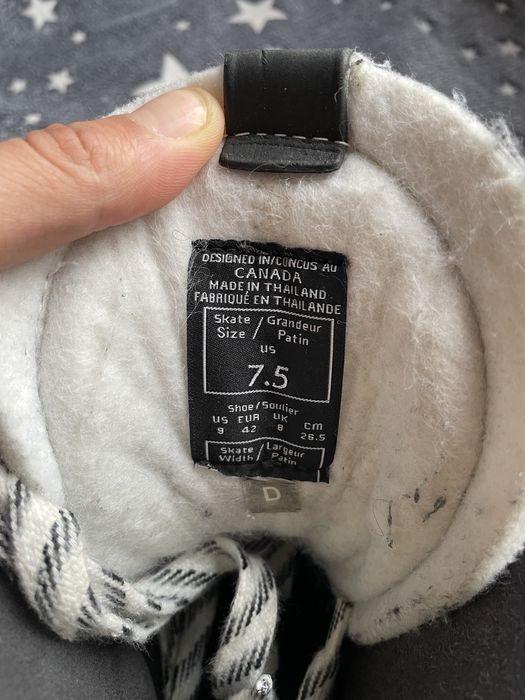 DESIGNED IN/CONCUS AU
CANADA
MADE IN THAILAND
FABRIQUÉ EN THAILANDE
Skate / Grandeur
Size / Patin
US
7.5
Shoe/Soulier
US EUR UK cm
9 42 8 26.5
Skate / Largeur
Width / Patin
D